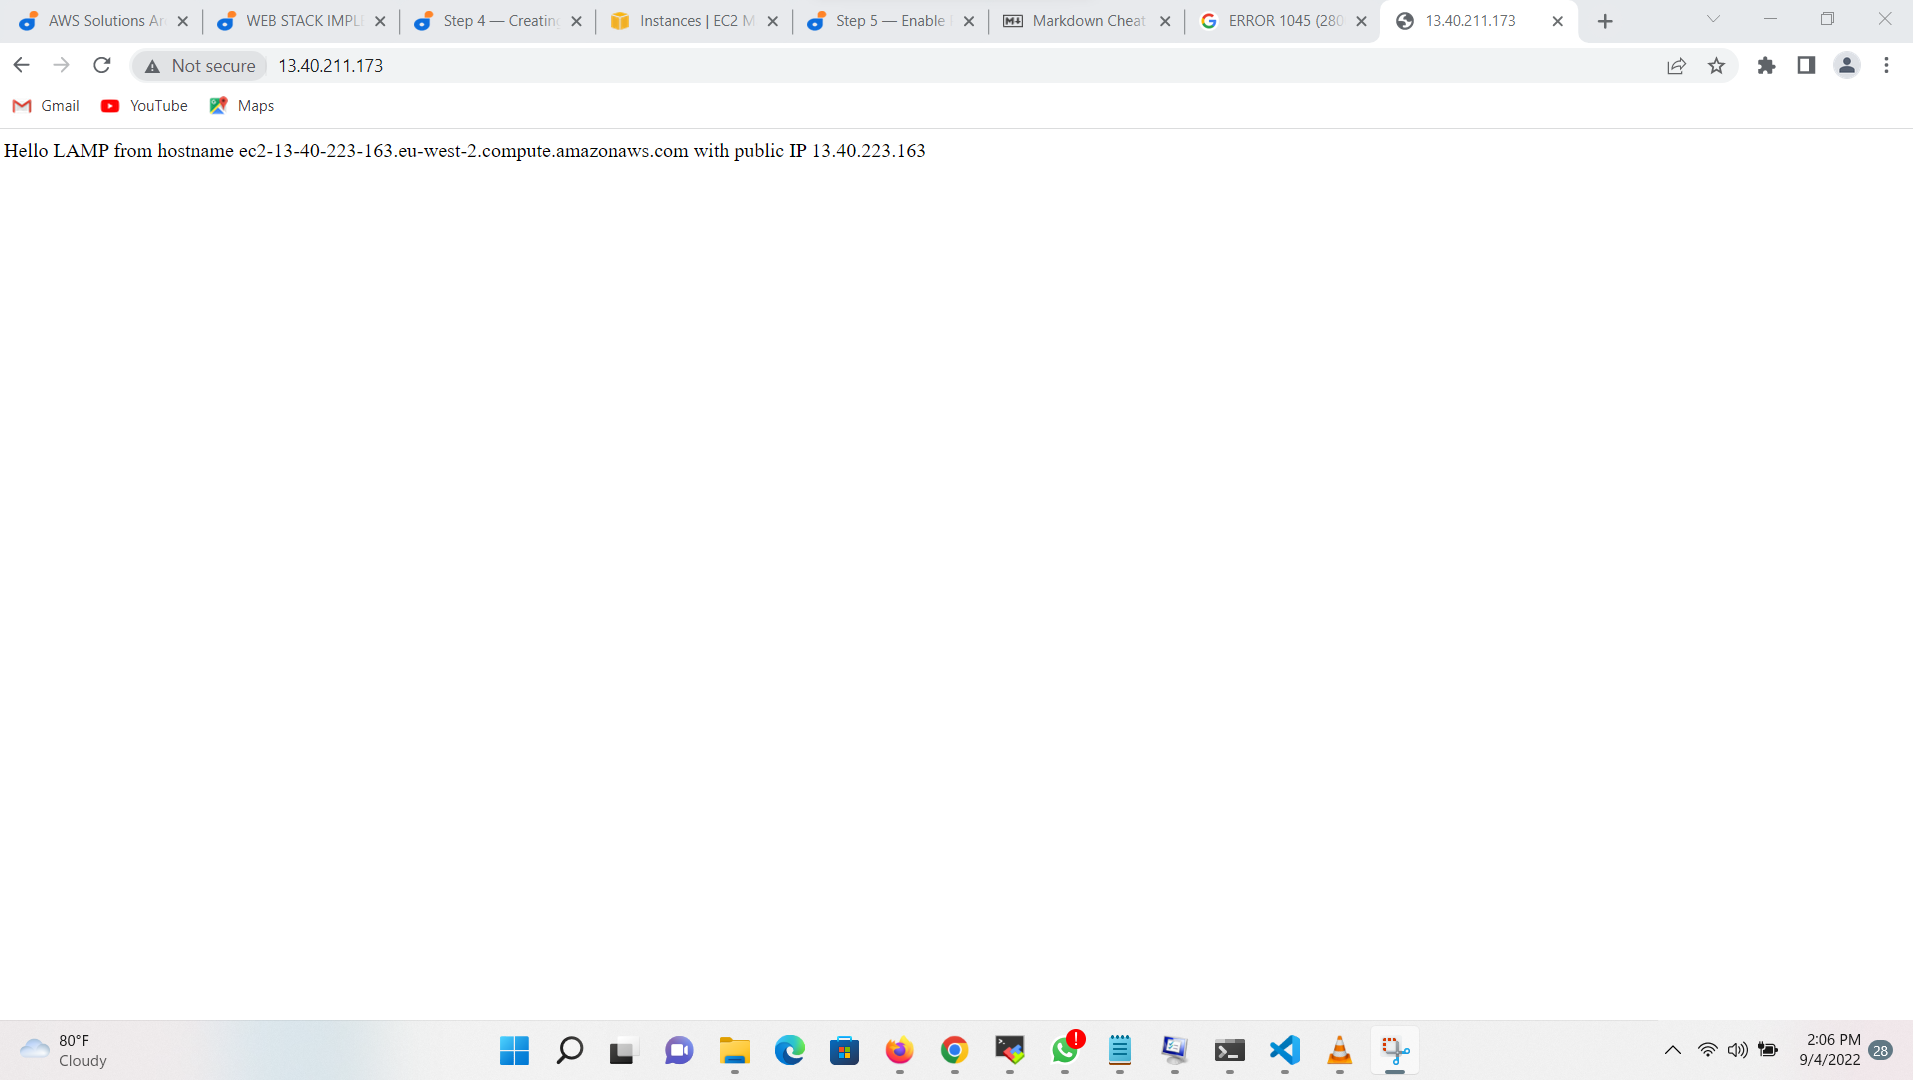 AWS Solutions Ar
WEB STACK IMPL
Step 4 — Creating
Instances | EC2 M
Step 5 — Enable
Markdown Cheat
ERROR 1045 (280
13.40.211.173
Not secure
13.40.211.173
Gmail
YouTube
Maps
Hello LAMP from hostname ec2-13-40-223-163.eu-west-2.compute.amazonaws.com with public IP 13.40.223.163
80°F
Cloudy
2:06 PM
9/4/2022
28